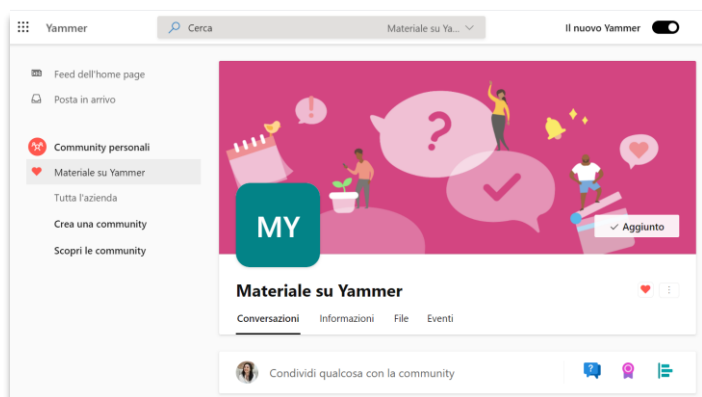 Yammer
Cerca
Materiale su Ya...
Il nuovo Yammer
Feed dell'home page
Posta in arrivo
Community personali
Materiale su Yammer
Tutta l'azienda
Crea una community
Scopri le community
MY
Aggiunto
Materiale su Yammer
Conversazioni Informazioni File Eventi
Condividi qualcosa con la community